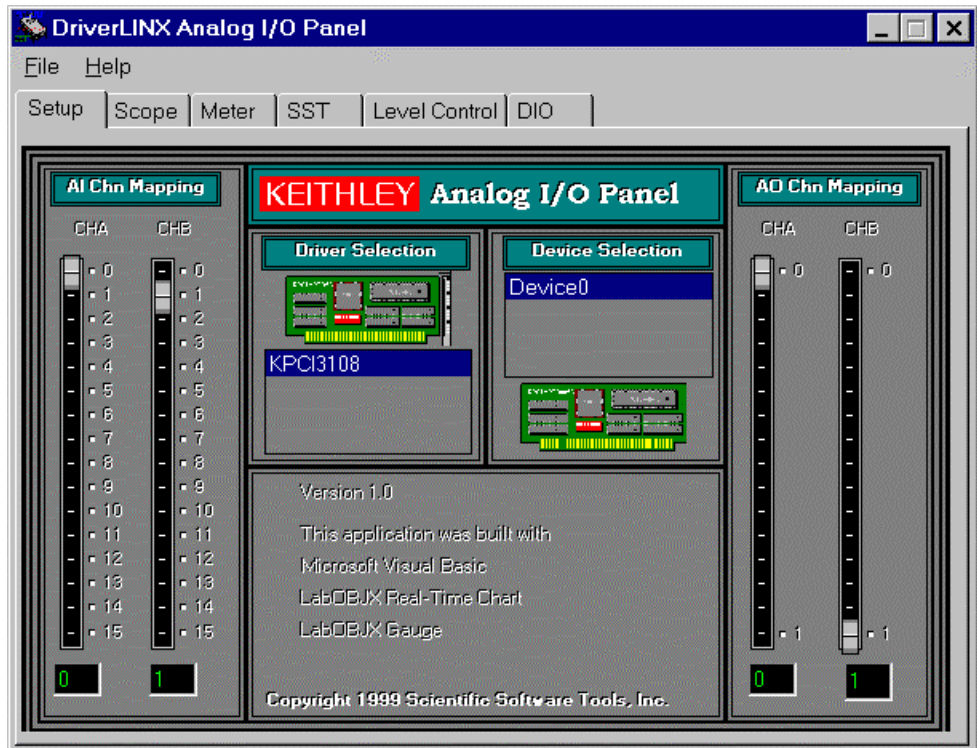 DriverLINX Analog I/O Panel
File Help
Setup Scope Meter SST Level Control DIO
AI Chn Mapping
CHA CHB
0 0
1 1
2 2
3 3
4 4
5 5
6 6
7 7
8 8
9 9
10 10
11 11
12 12
13 13
14 14
15 15
0 1
KEITHLEY Analog I/O Panel
Driver Selection
KPCI3108
Device Selection
Device0
Version 1.0
This application was built with
Microsoft Visual Basic
LabOBJX Real-Time Chart
LabOBJX Gauge
Copyright 1999 Scientific Software Tools, Inc.
AO Chn Mapping
CHA CHB
0 0
1 1
0 1